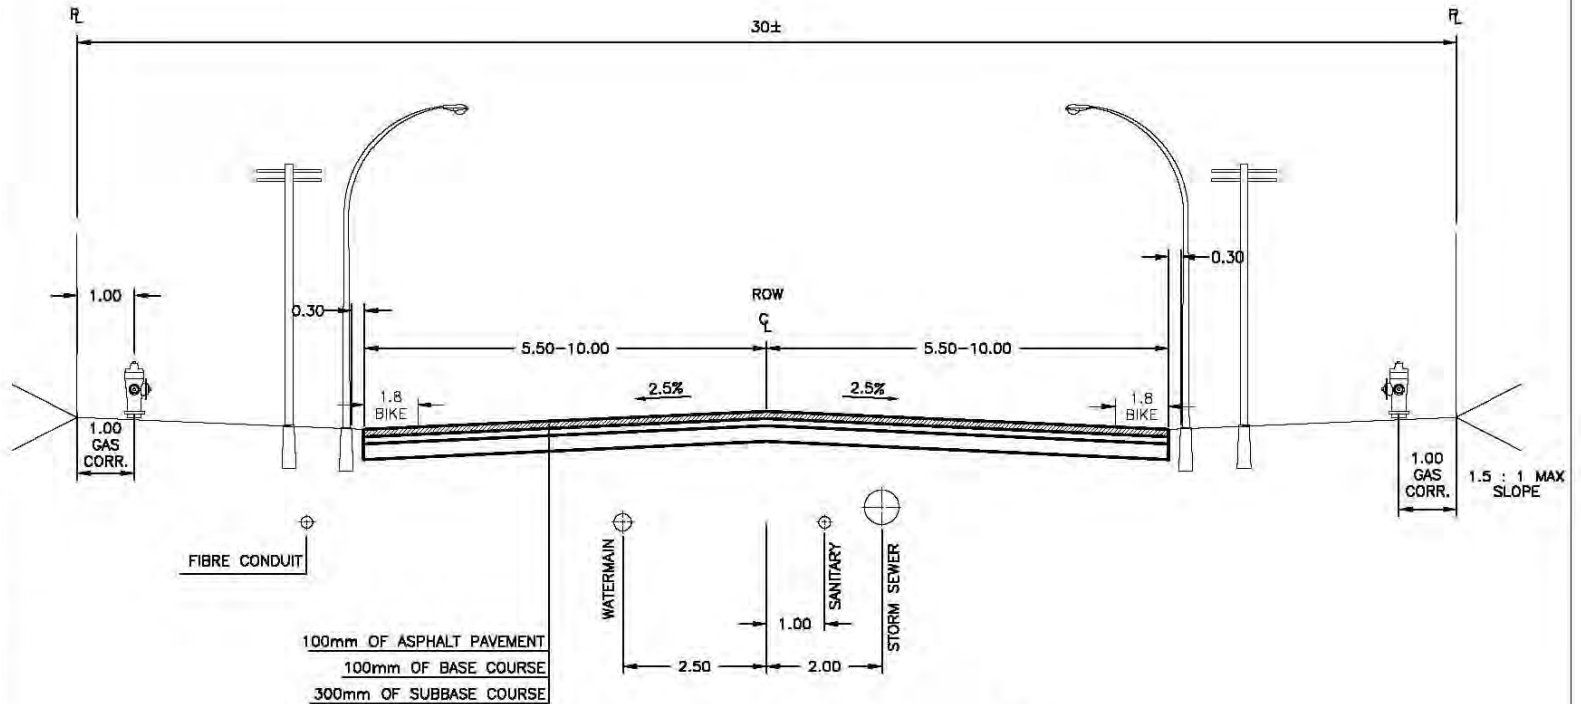 PL
PL
30±
1.00
0.30
0.30
ROW
CL
5.50-10.00
5.50-10.00
1.8
BIKE
2.5%
2.5%
1.8
BIKE
1.00
GAS
CORR.
1.00
GAS
CORR.
1.5 : 1 MAX
SLOPE
FIBRE CONDUIT
WATERMAIN
SANITARY
STORM SEWER
1.00
2.50
2.00
100mm OF ASPHALT PAVEMENT
100mm OF BASE COURSE
300mm OF SUBBASE COURSE